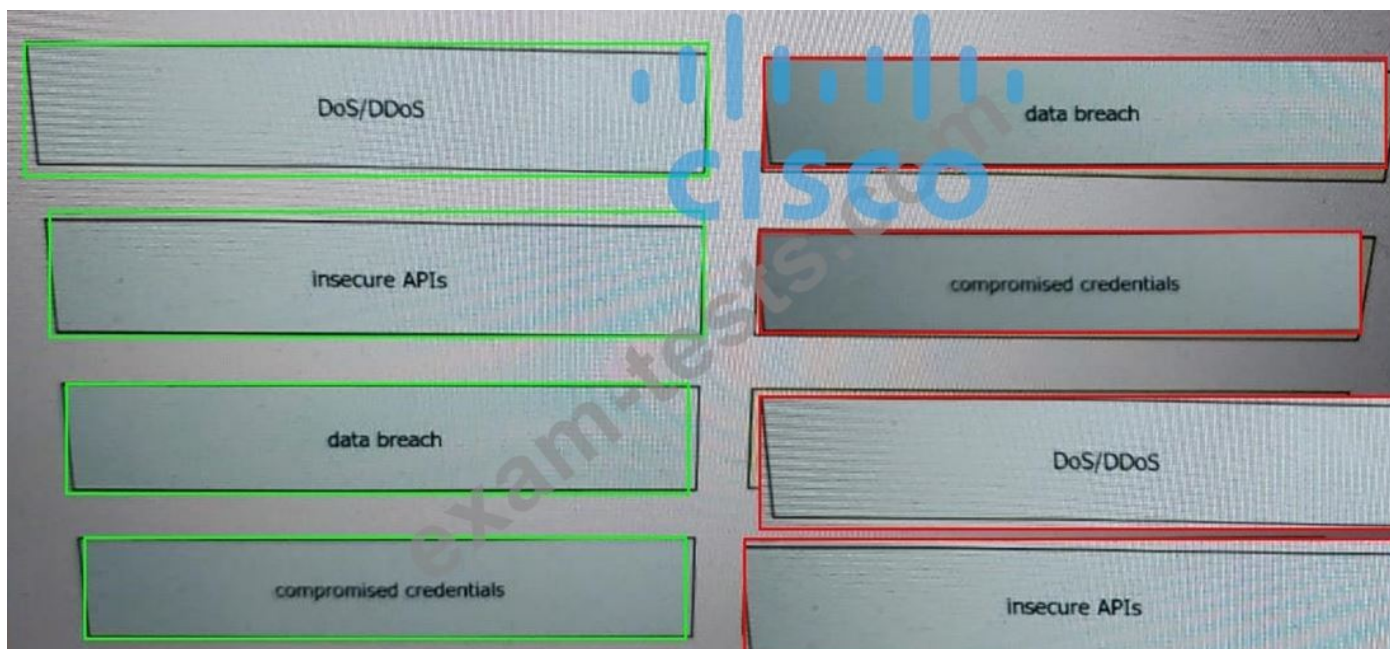 DoS/DDoS
data breach
insecure APIs
compromised credentials
data breach
DoS/DDoS
compromised credentials
insecure APIs
CISCO
exam-tests.com